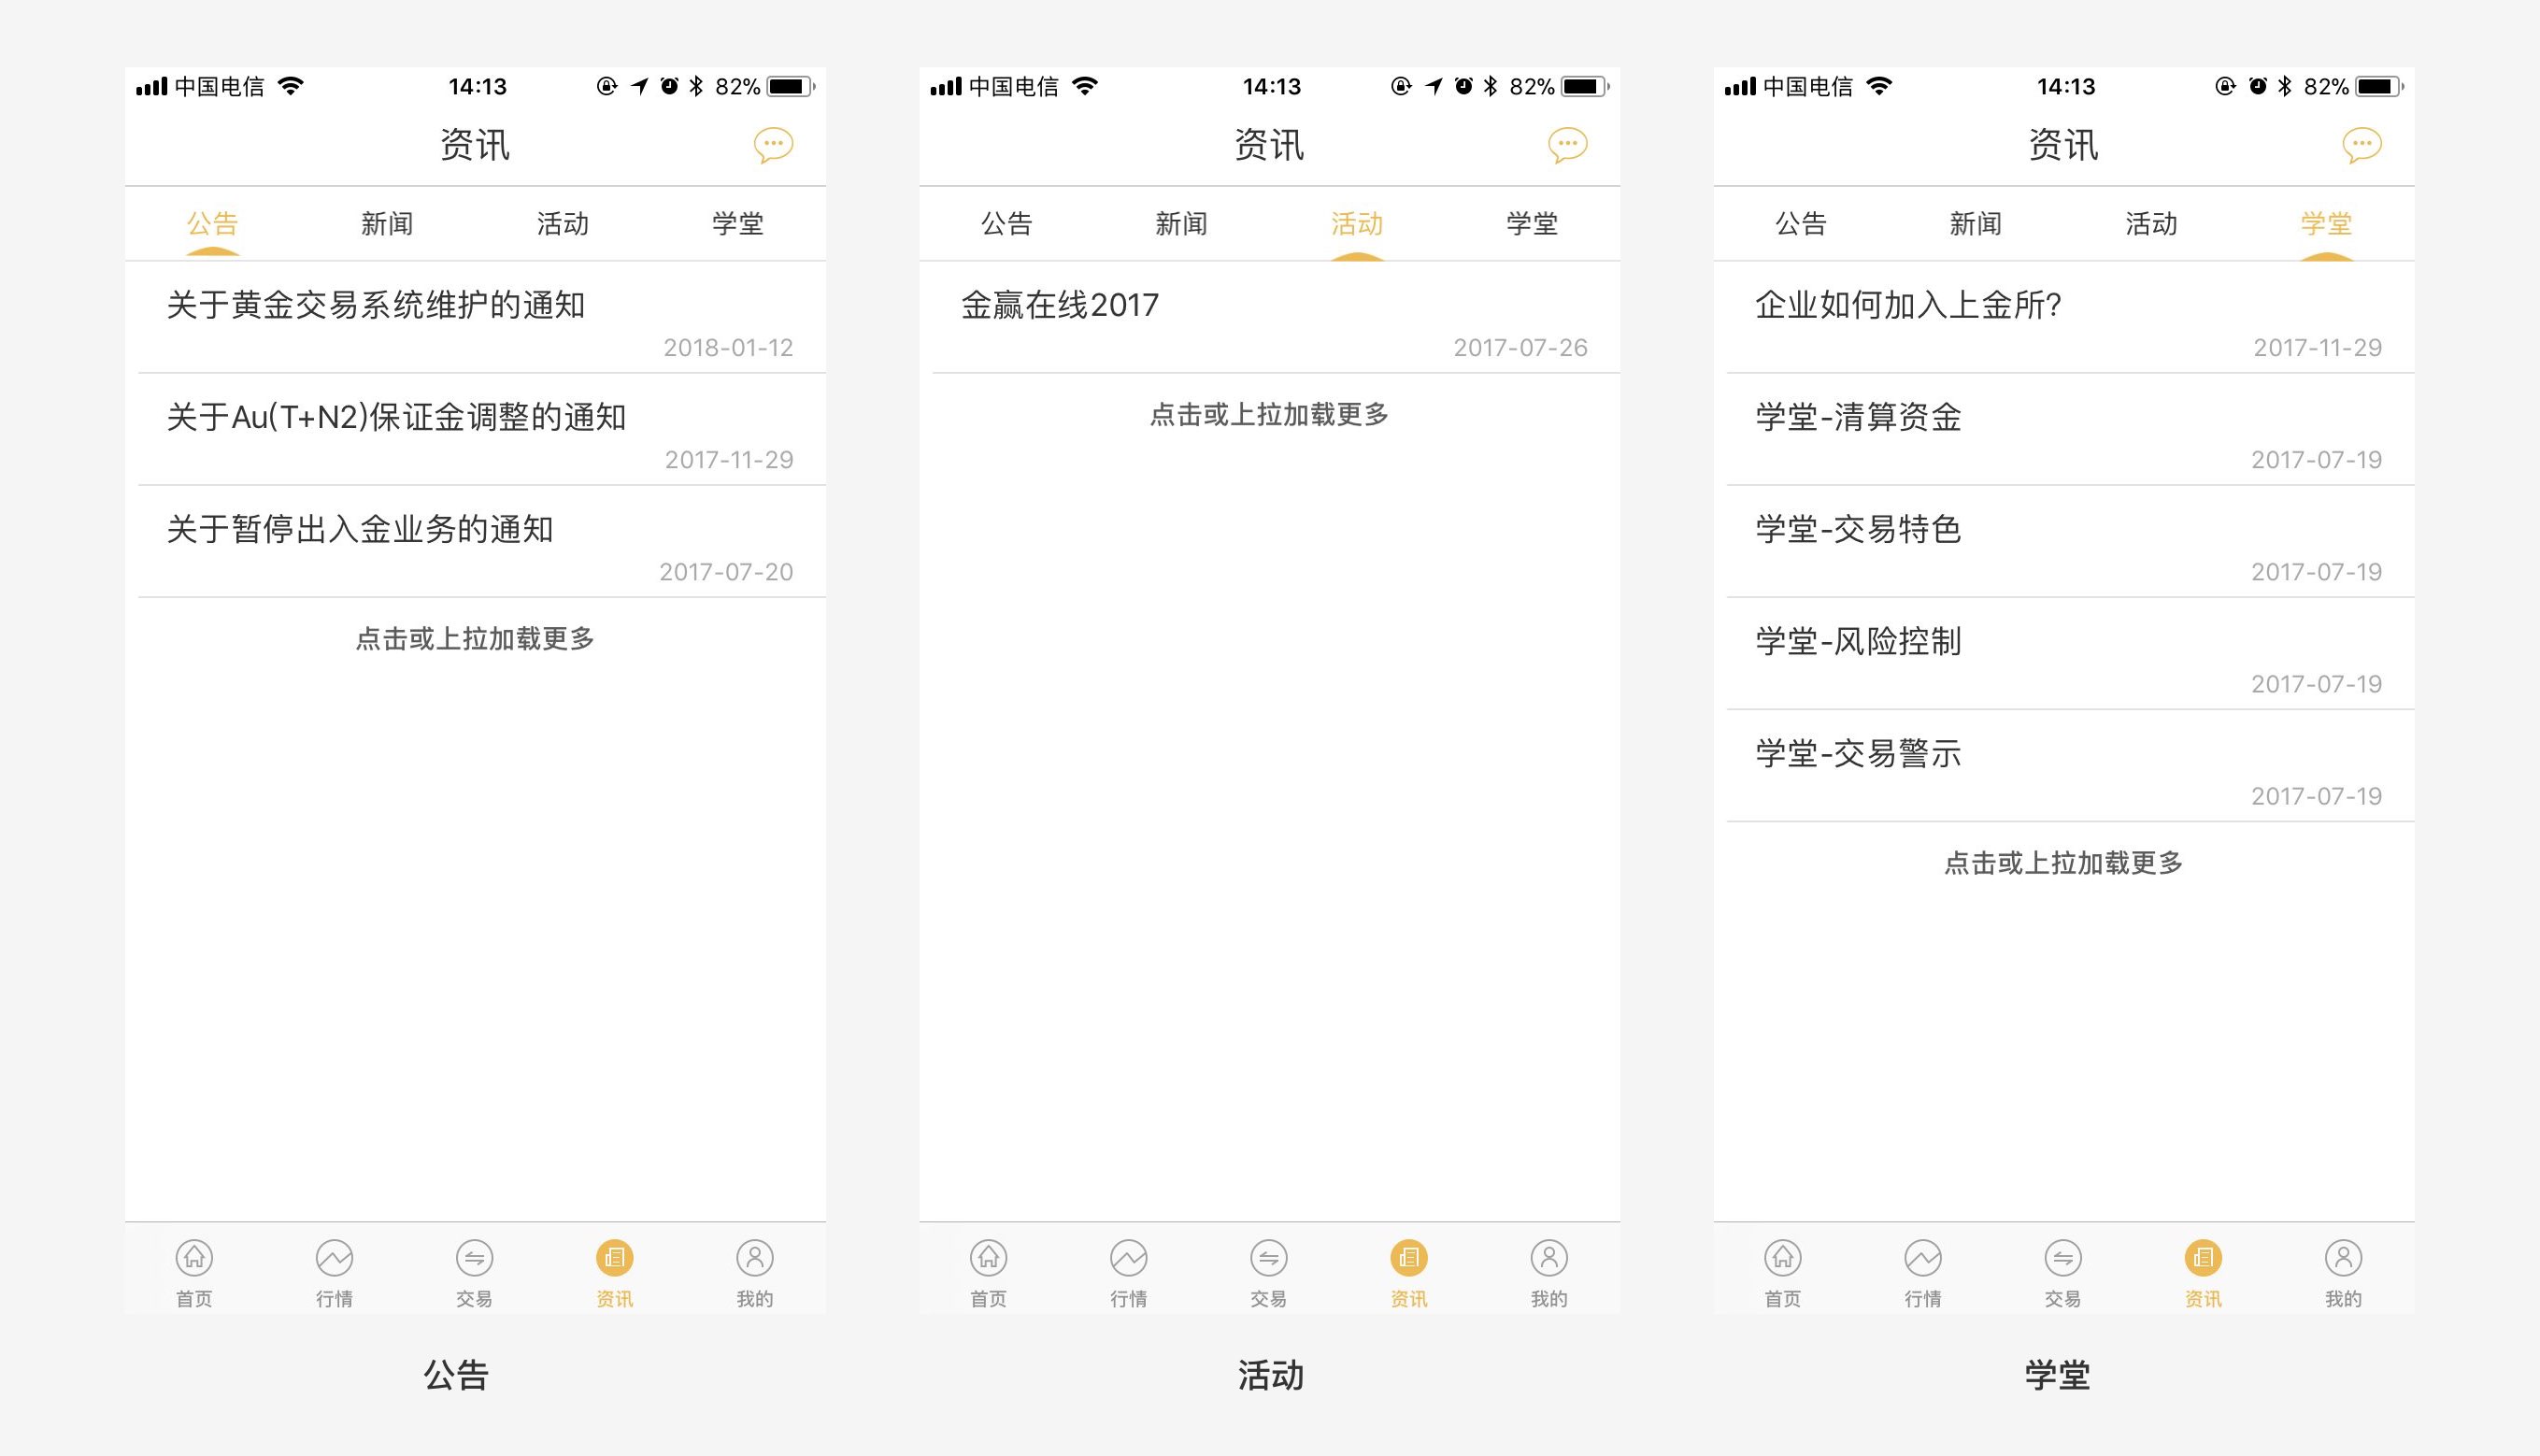 中国电信 14:13 82%
资讯
公告 新闻 活动 学堂
关于黄金交易系统维护的通知
2018-01-12
关于Au(T+N2)保证金调整的通知
2017-11-29
关于暂停出入金业务的通知
2017-07-20
点击或上拉加载更多
首页 行情 交易 资讯 我的
公告
中国电信 14:13 82%
资讯
公告 新闻 活动 学堂
金赢在线2017
2017-07-26
点击或上拉加载更多
首页 行情 交易 资讯 我的
活动
中国电信 14:13 82%
资讯
公告 新闻 活动 学堂
企业如何加入上金所?
2017-11-29
学堂-清算资金
2017-07-19
学堂-交易特色
2017-07-19
学堂-风险控制
2017-07-19
学堂-交易警示
2017-07-19
点击或上拉加载更多
首页 行情 交易 资讯 我的
学堂